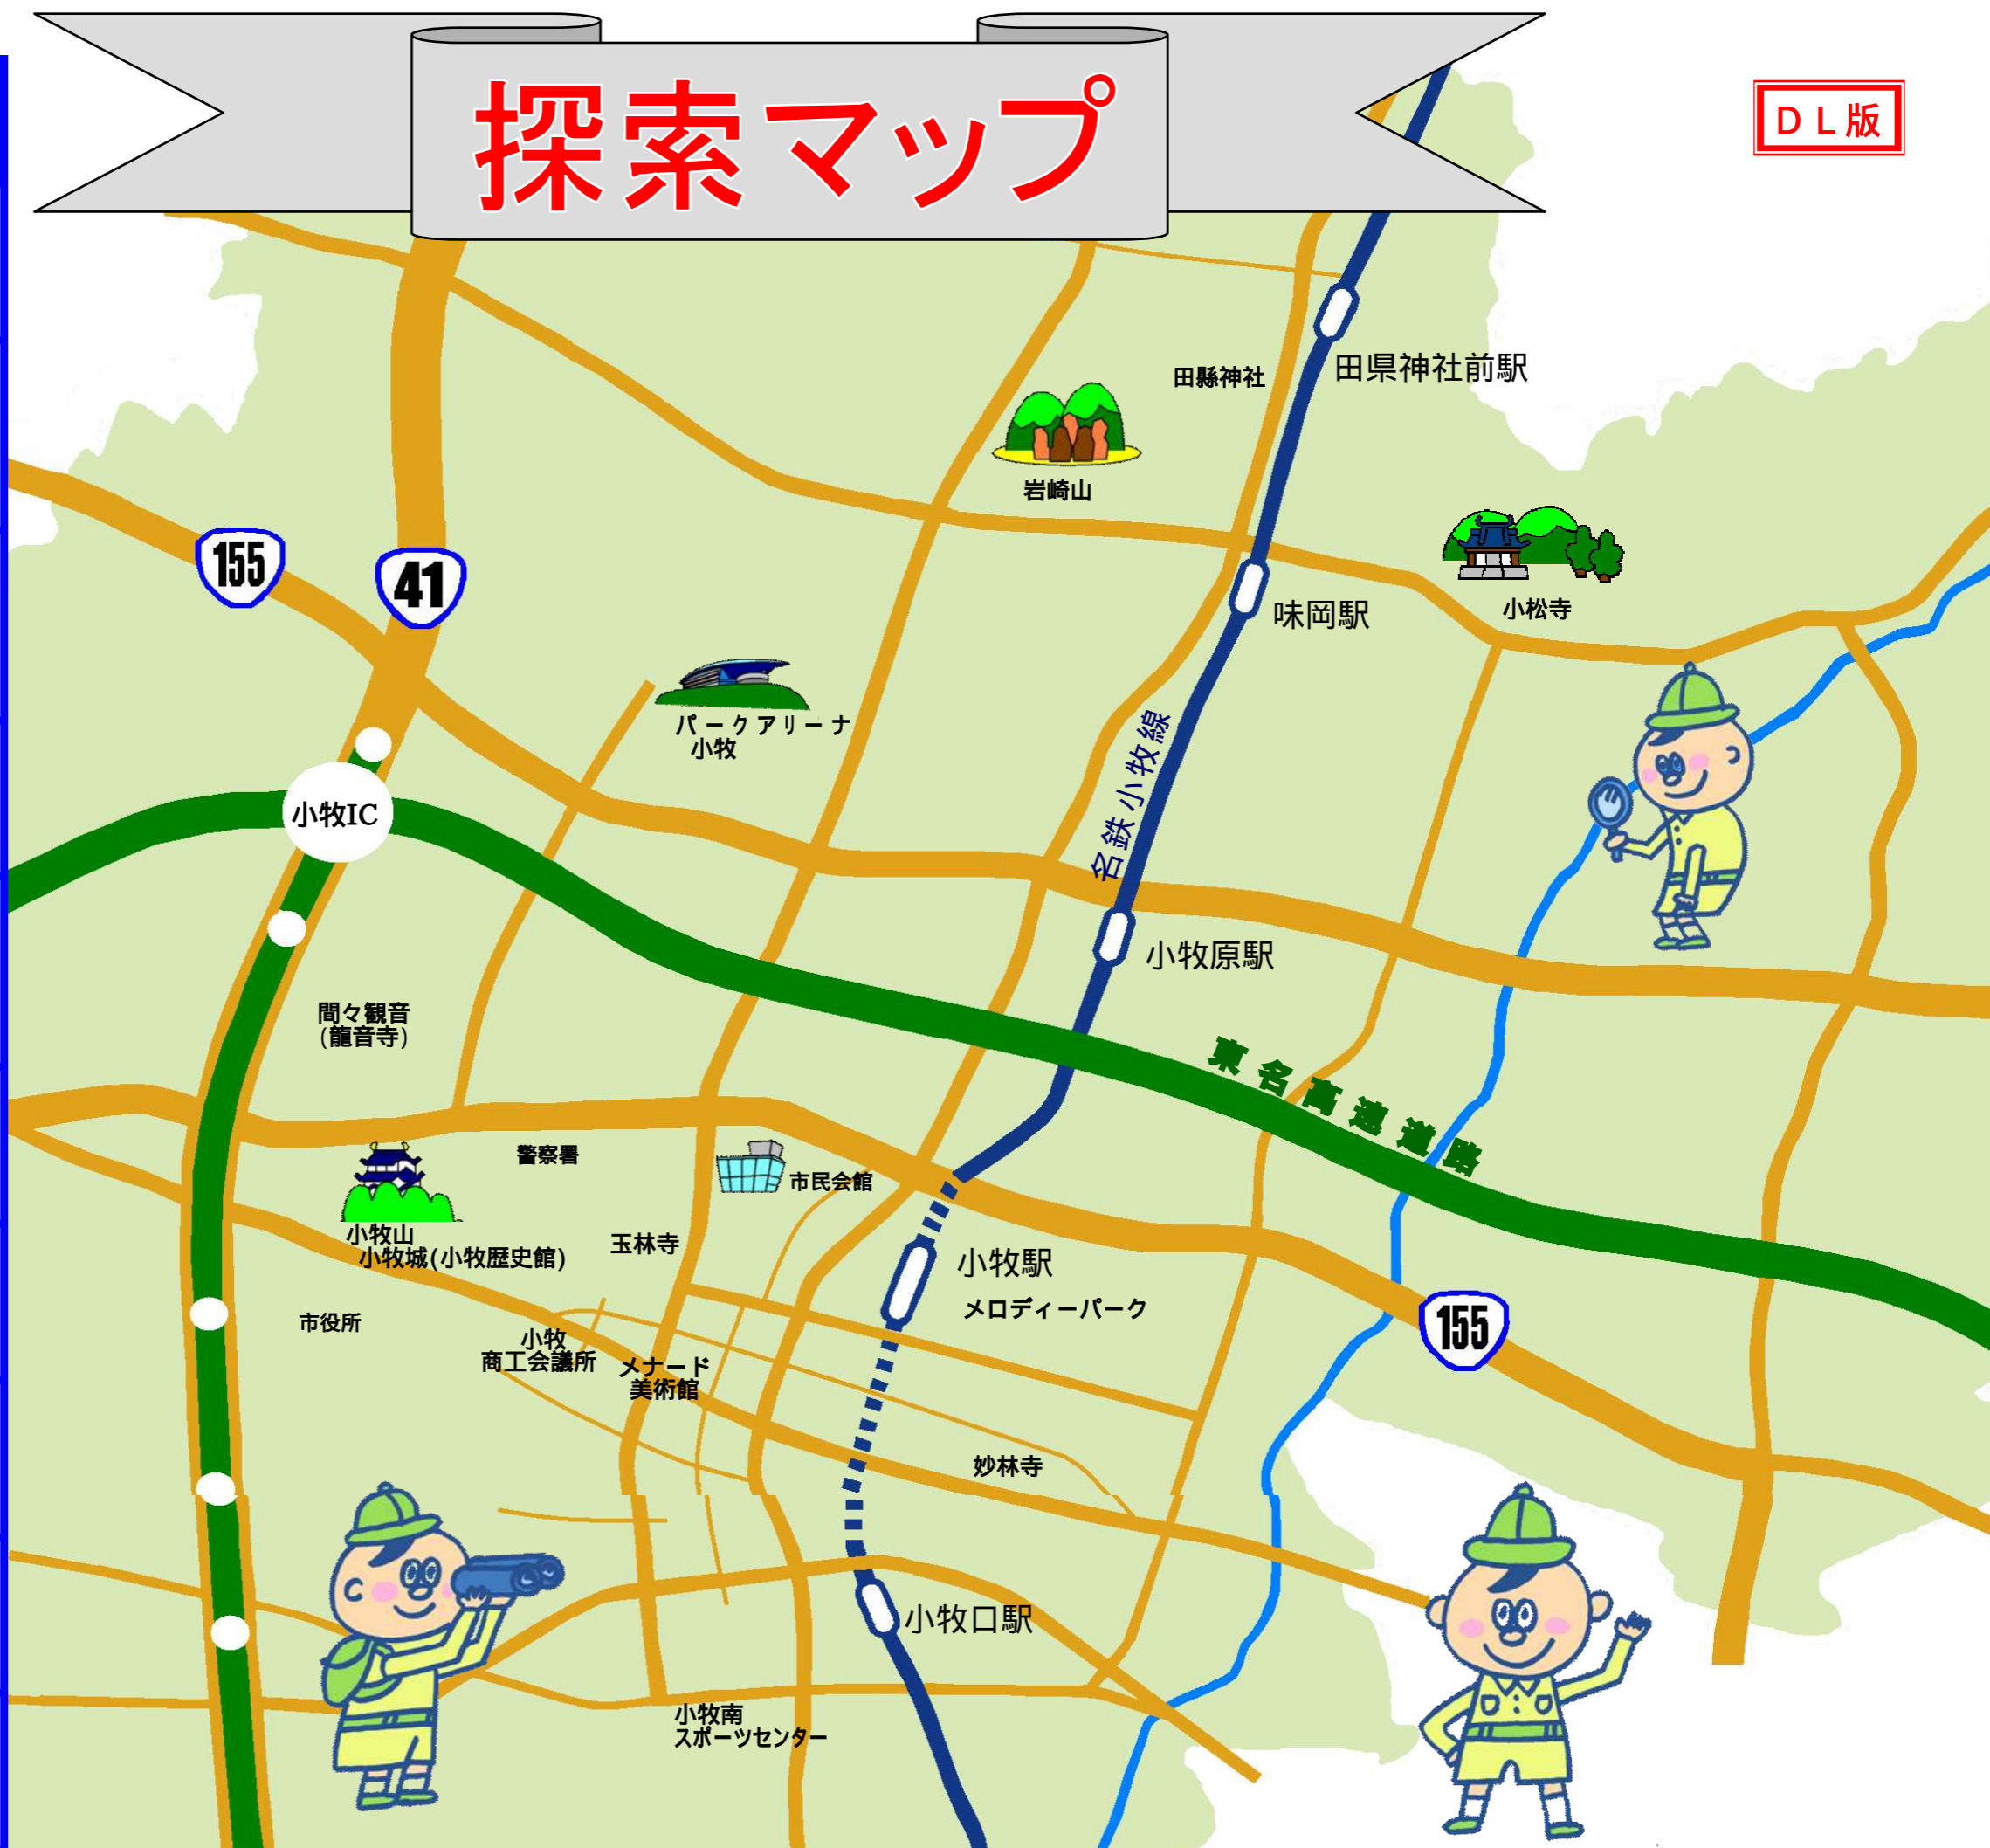 探索マップ
DL版
田県神社前駅
田縣神社
岩崎山
155
41
味岡駅
小松寺
パークアリーナ
小牧
名鉄小牧線
小牧IC
小牧原駅
間々観音
(龍音寺)
東名高速道路
警察署
市民会館
小牧山
小牧城(小牧歴史館)
玉林寺
小牧駅
メロディーパーク
市役所
155
小牧
商工会議所
メナード
美術館
妙林寺
小牧口駅
小牧南
スポーツセンター